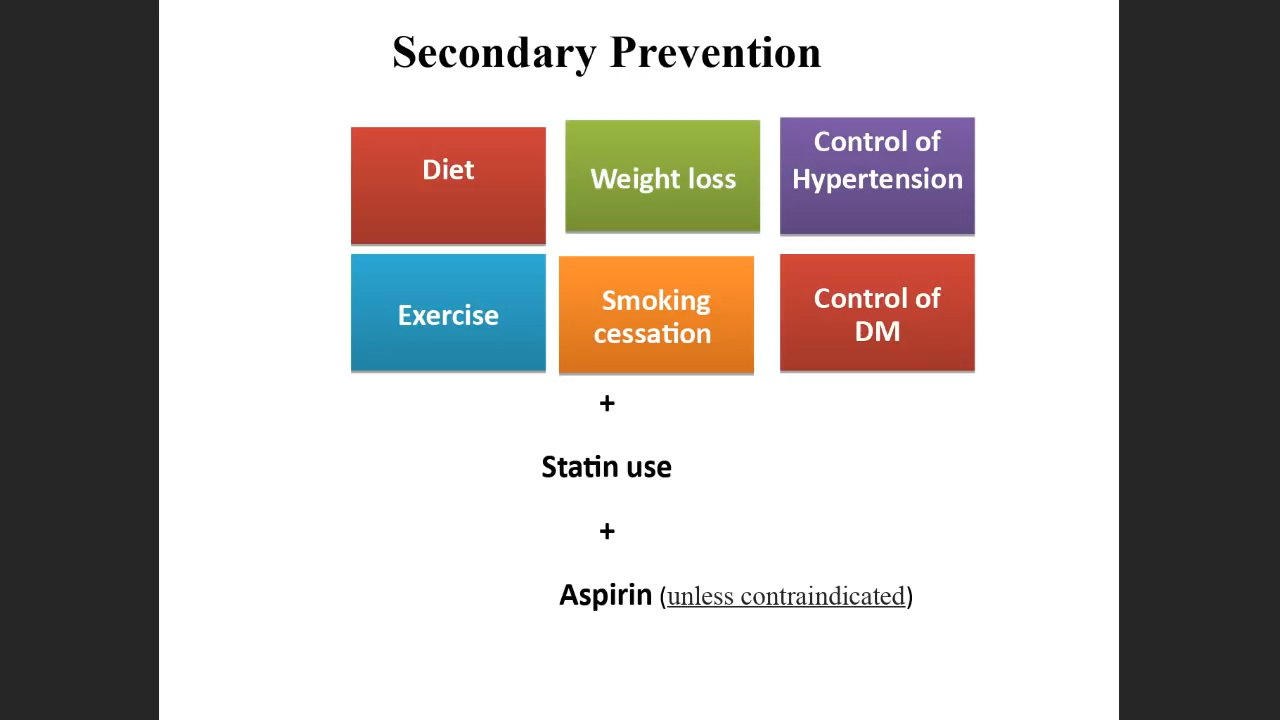 Secondary Prevention
Diet
Weight loss
Control of
Hypertension
Exercise
Smoking
cessation
Control of
DM
+
Statin use
+
Aspirin (unless contraindicated)